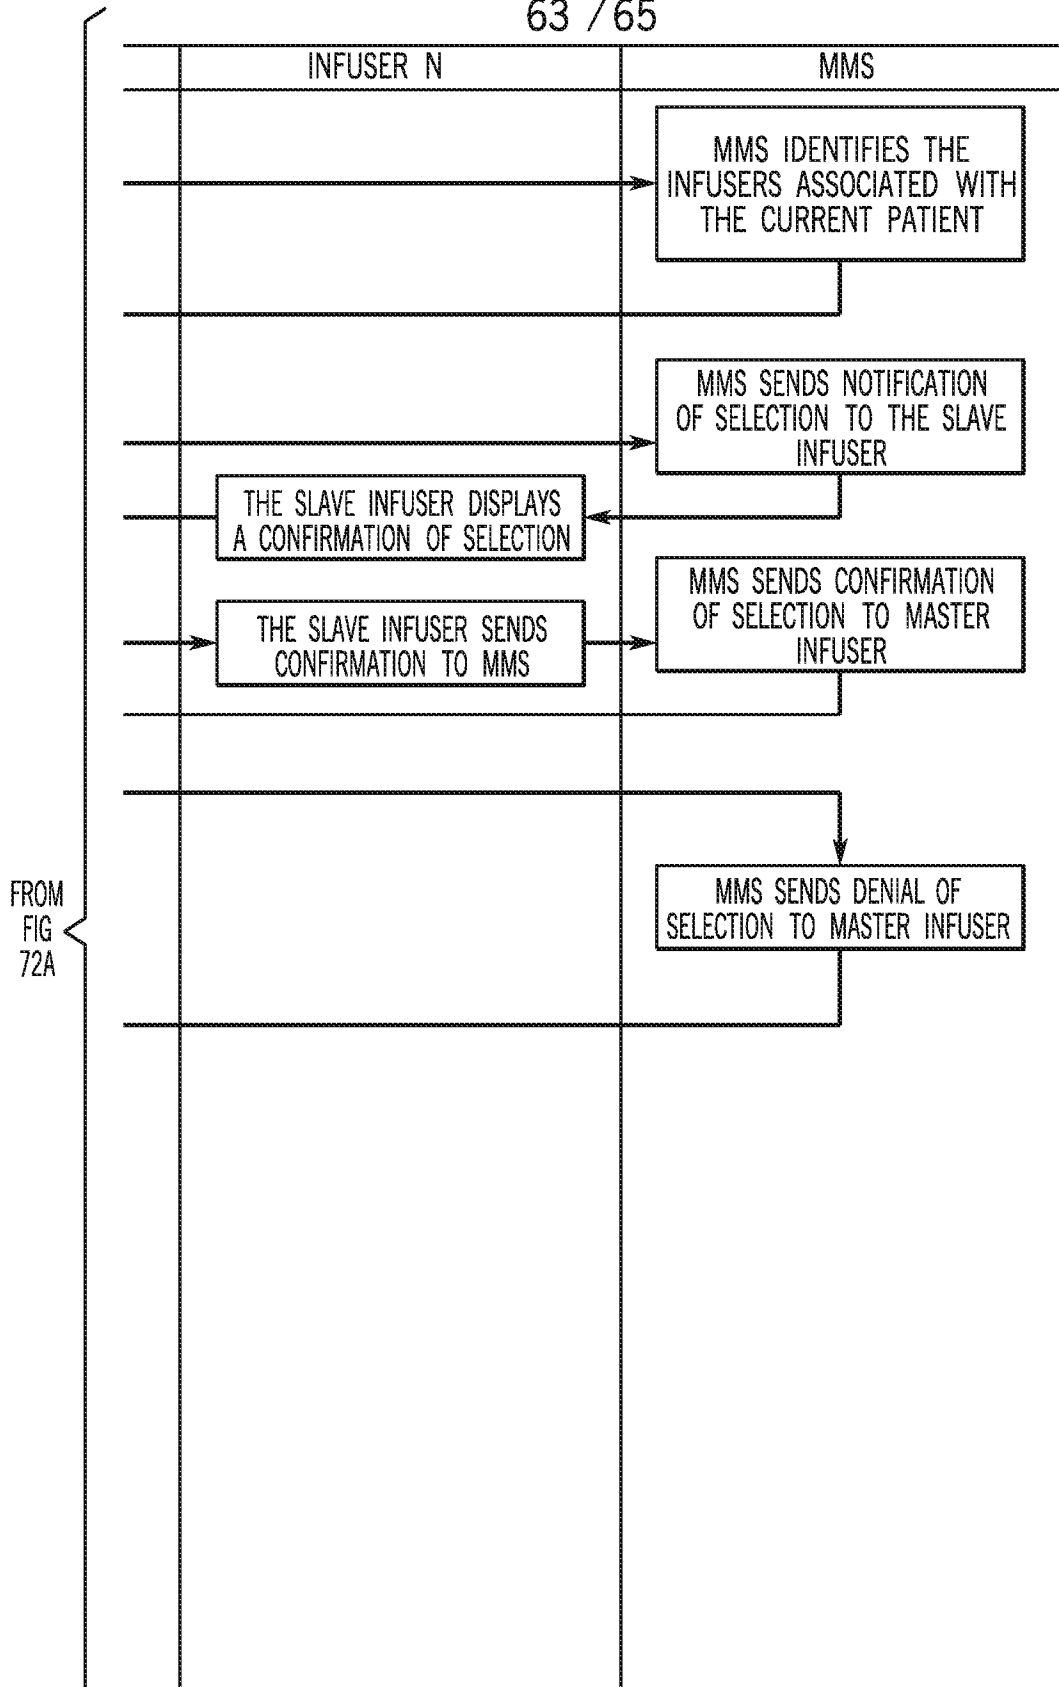 63 / 65
INFUSER N
MMS
MMS IDENTIFIES THE
INFUSERS ASSOCIATED WITH
THE CURRENT PATIENT
MMS SENDS NOTIFICATION
OF SELECTION TO THE SLAVE
INFUSER
THE SLAVE INFUSER DISPLAYS
A CONFIRMATION OF SELECTION
MMS SENDS CONFIRMATION
OF SELECTION TO MASTER
INFUSER
THE SLAVE INFUSER SENDS
CONFIRMATION TO MMS
MMS SENDS DENIAL OF
SELECTION TO MASTER INFUSER
FROM
FIG
72A